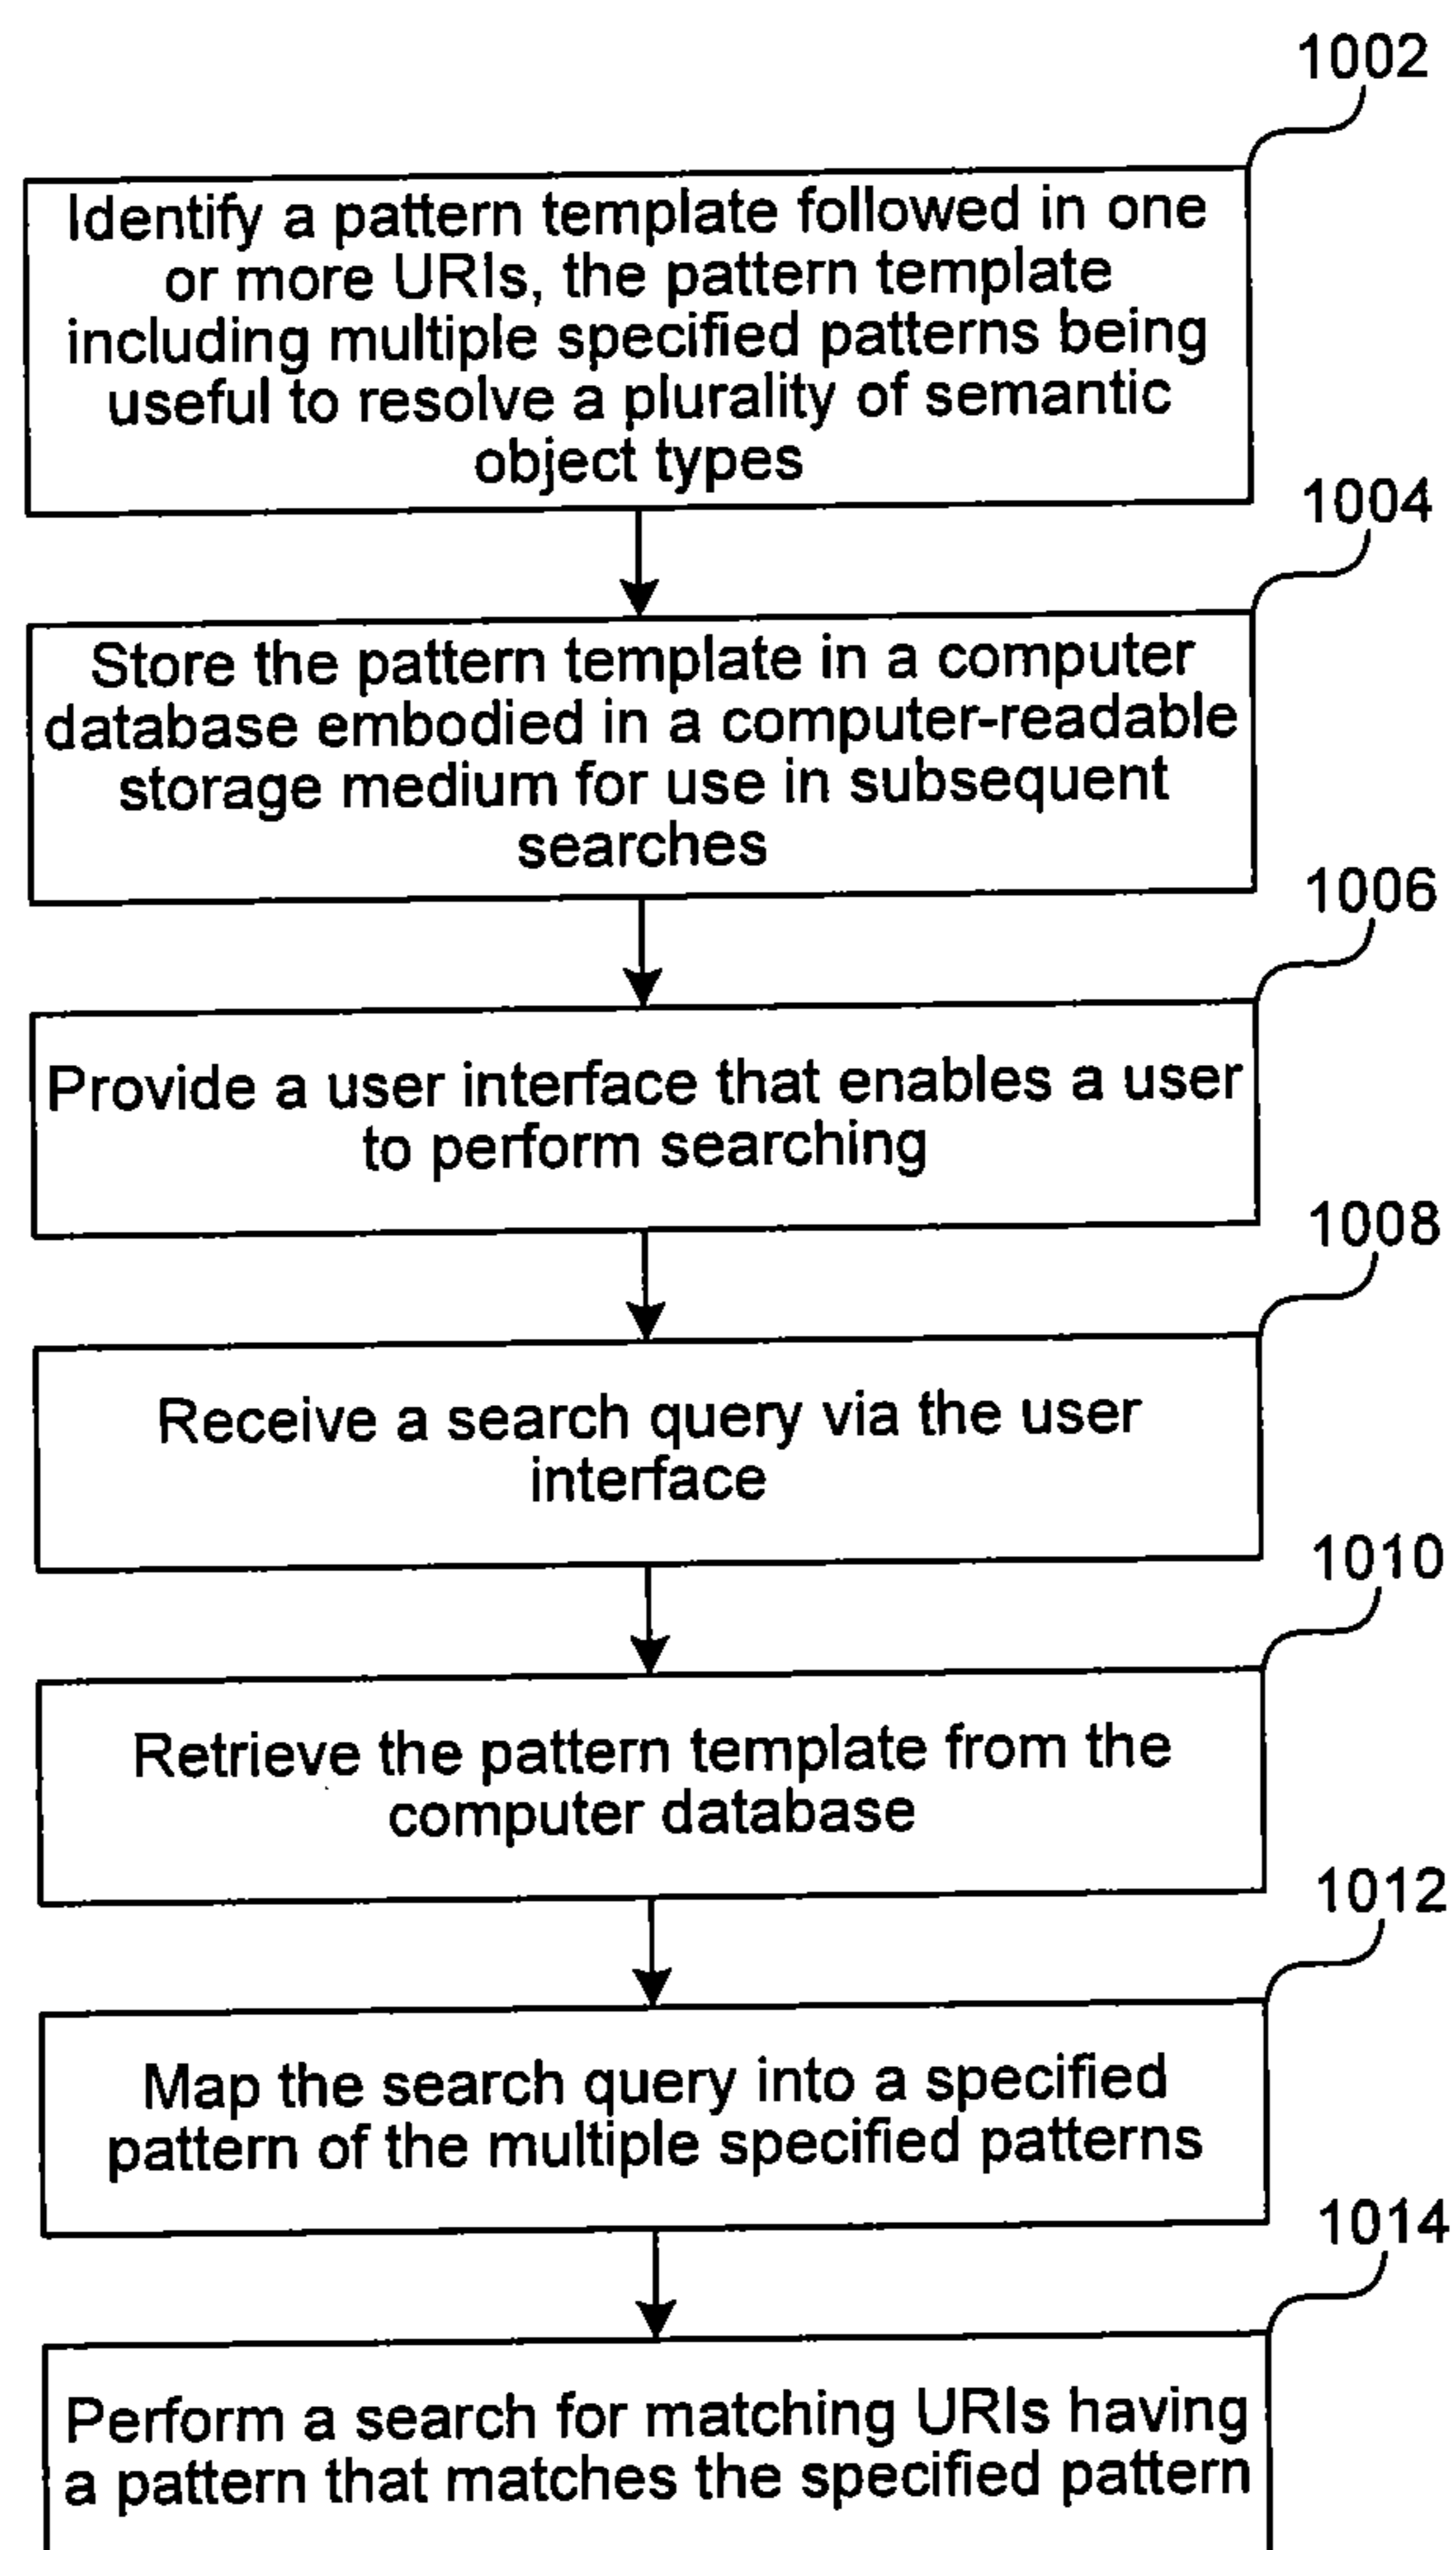 1002
Identify a pattern template followed in one
or more URIs, the pattern template
including multiple specified patterns being
useful to resolve a plurality of semantic
object types
1004
Store the pattern template in a computer
database embodied in a computer-readable
storage medium for use in subsequent
searches
1006
Provide a user interface that enables a user
to perform searching
1008
Receive a search query via the user
interface
1010
Retrieve the pattern template from the
computer database
1012
Map the search query into a specified
pattern of the multiple specified patterns
1014
Perform a search for matching URIs having
a pattern that matches the specified pattern